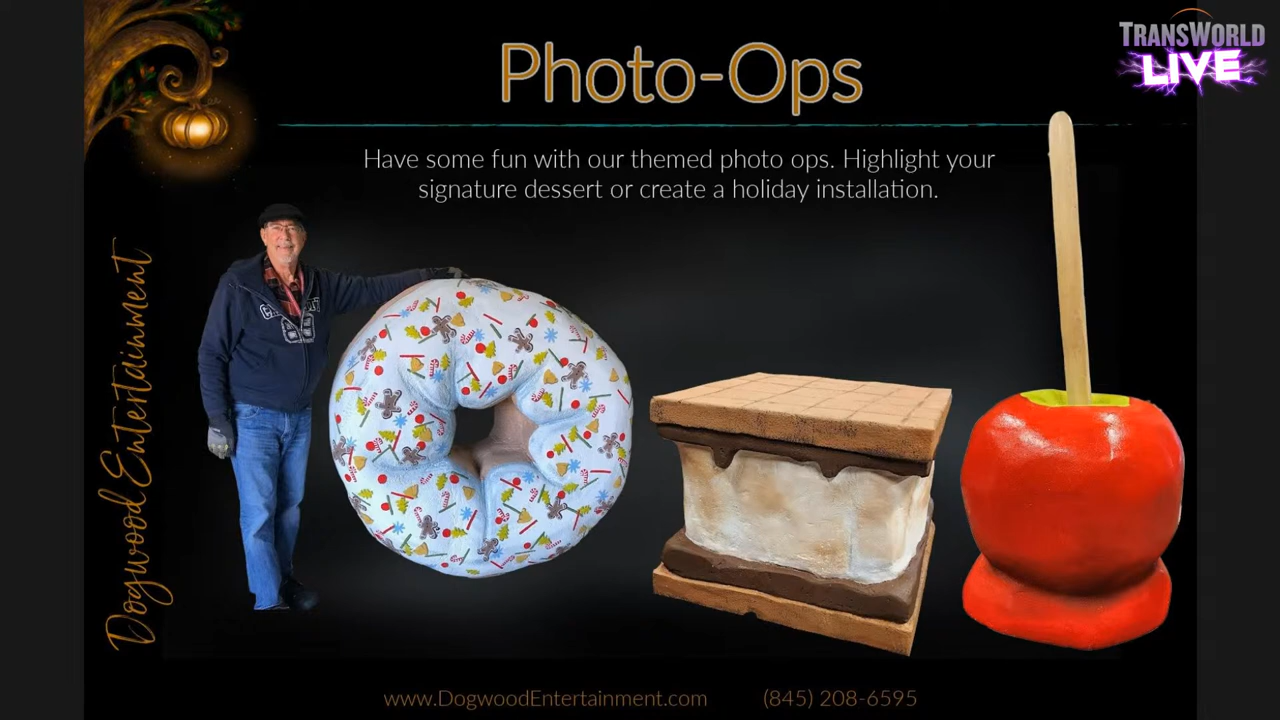 TRANSWORLD
LIVE
Photo-Ops
Have some fun with our themed photo ops. Highlight your
signature dessert or create a holiday installation.
Dogwood Entertainment
www.DogwoodEntertainment.com (845) 208-6595